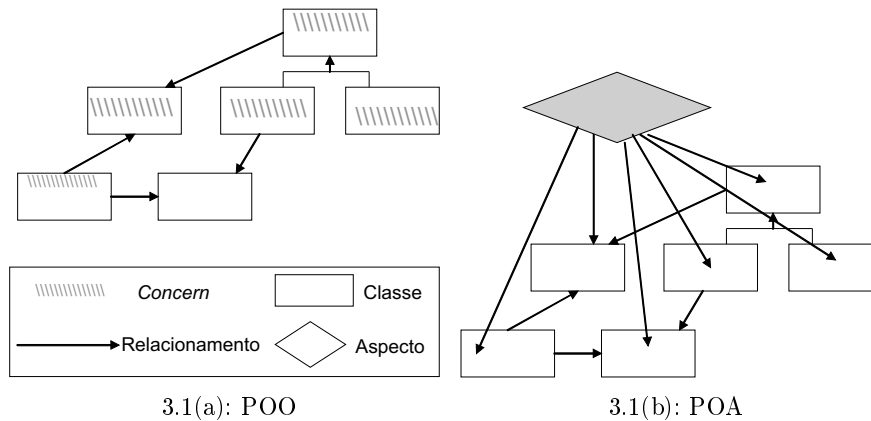 Concern
Classe
Relacionamento
Aspecto
3.1(a): POO
3.1(b): POA